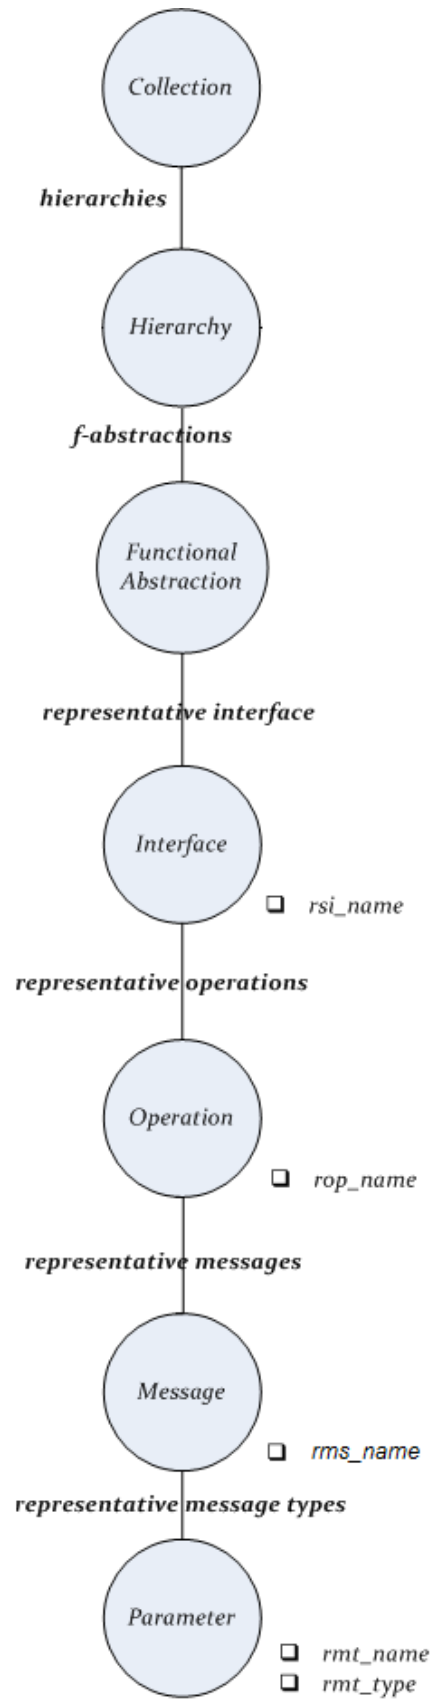 Collection
hierarchies
Hierarchy
f-abstractions
Functional
Abstraction
representative interface
Interface
rsi_name
representative operations
Operation
rop_name
representative messages
Message
rms_name
representative message types
Parameter
rmt_name
rmt_type